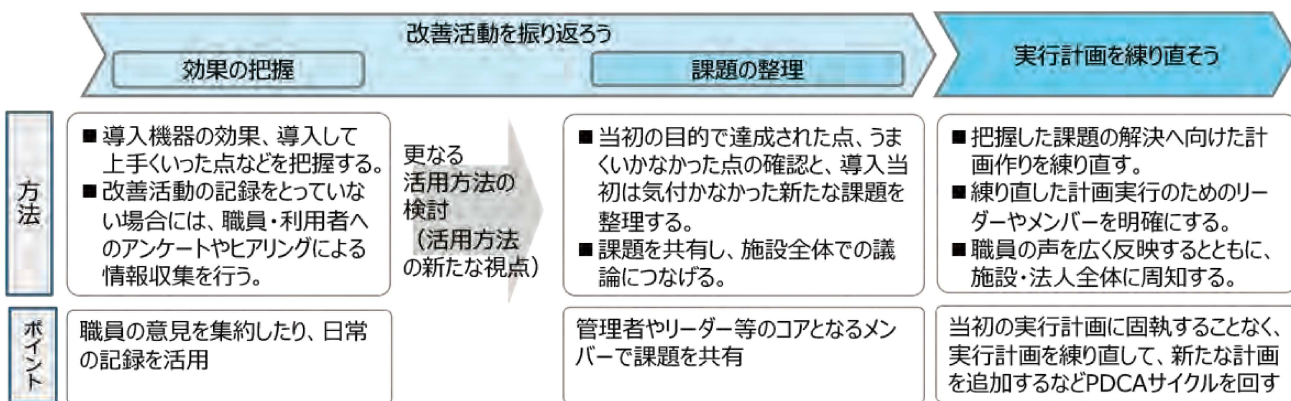 改善活動を振り返ろう
効果の把握
課題の整理
実行計画を練り直そう
方法
■ 導入機器の効果、導入して
上手くいった点などを把握する。
■ 改善活動の記録をとっていな
い場合には、職員・利用者へ
のアンケートやヒアリングによる
情報収集を行う。
更なる
活用方法の
検討
(活用方法
の新たな視点)
■ 当初の目的で達成された点、うま
くいかなかった点の確認と、導入当
初は気付かなかった新たな課題を
整理する。
■ 課題を共有し、施設全体での議
論につなげる。
■ 把握した課題の解決へ向けた計
画作りを練り直す。
■ 練り直した計画実行のためのリー
ダーやメンバーを明確にする。
■ 職員の声を広く反映するとともに、
施設・法人全体に周知する。
ポイント
職員の意見を集約したり、日常
の記録を活用
管理者やリーダー等のコアとなるメン
バーで課題を共有
当初の実行計画に固執することなく、
実行計画を練り直して、新たな計画
を追加するなどPDCAサイクルを回す